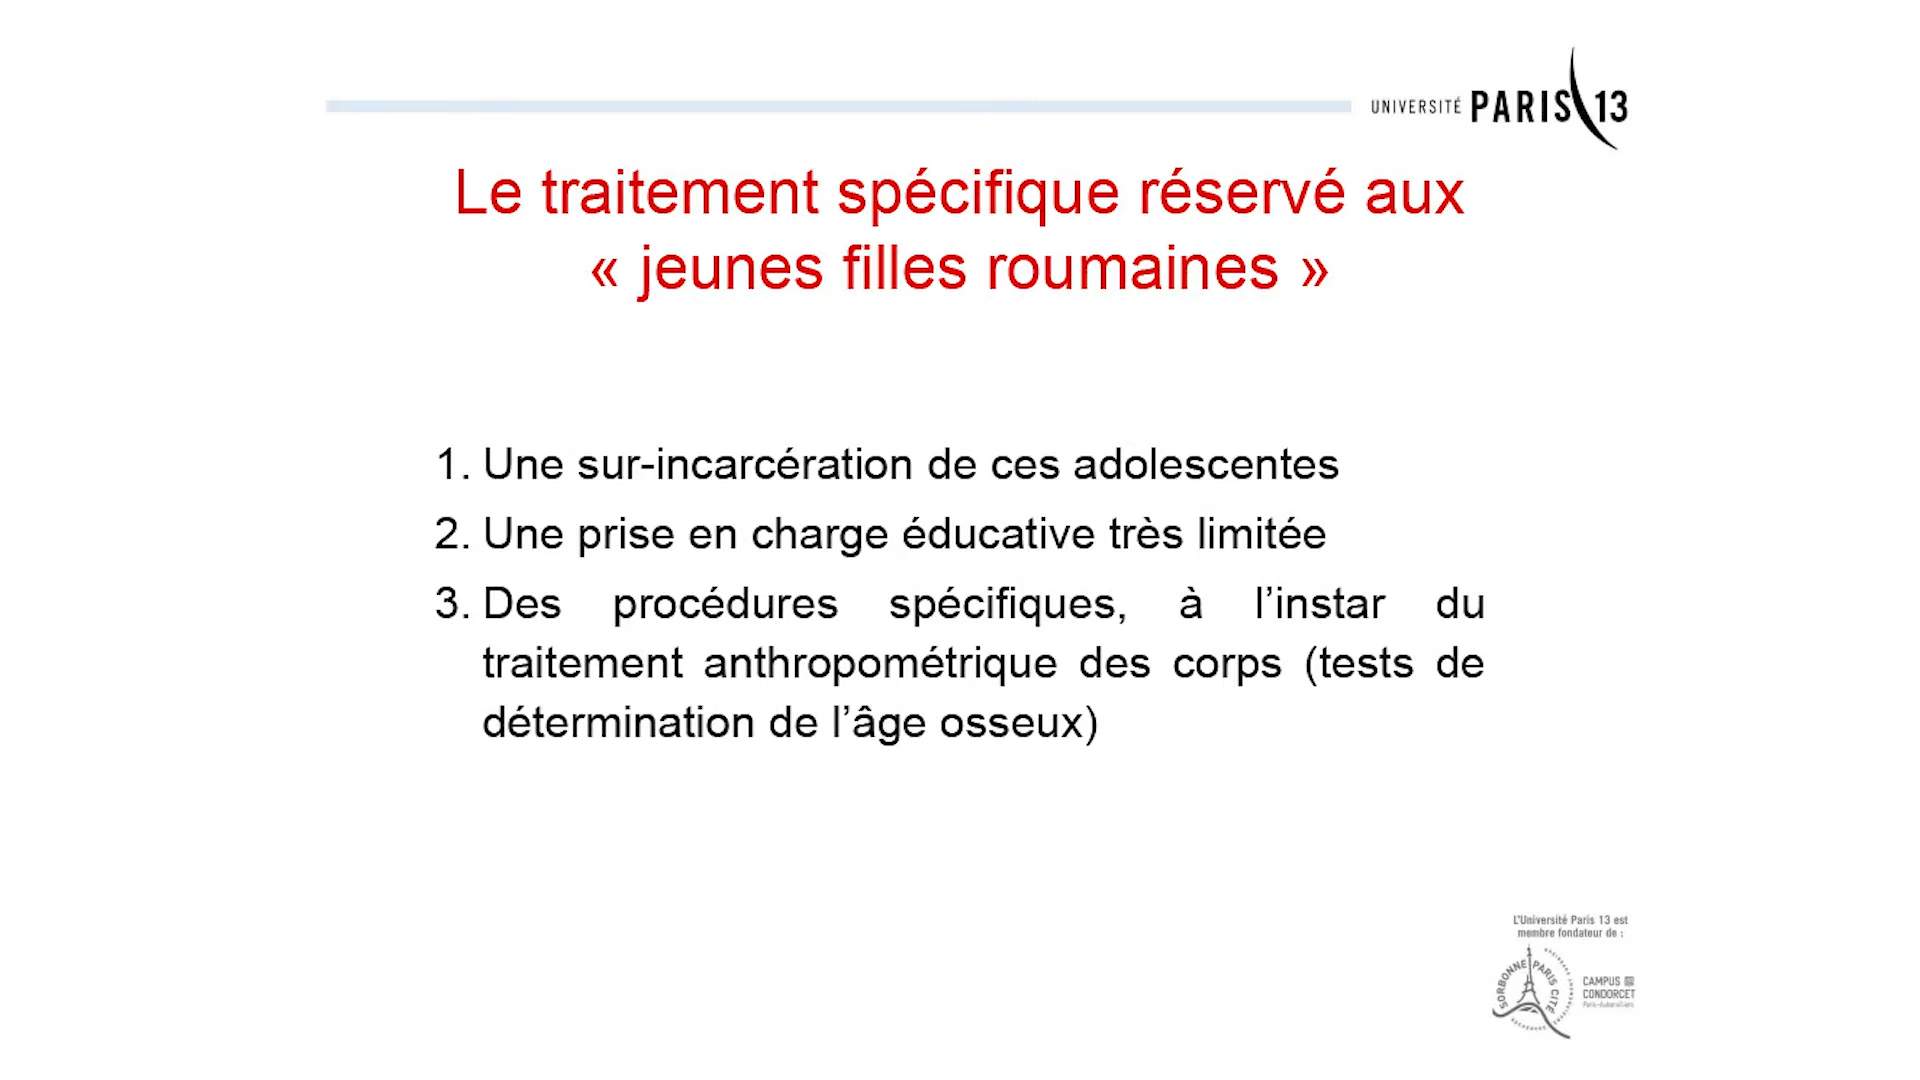 UNIVERSITÉ PARIS 13
Le traitement spécifique réservé aux
« jeunes filles roumaines »
1. Une sur-incarcération de ces adolescentes
2. Une prise en charge éducative très limitée
3. Des procédures spécifiques, à l’instar du
traitement anthropométrique des corps (tests de
détermination de l’âge osseux)
L'Université Paris 13 est
membre fondateur de :
SORBONNE PARIS CITÉ
CAMPUS
CONDORCET
Paris-Aubervilliers